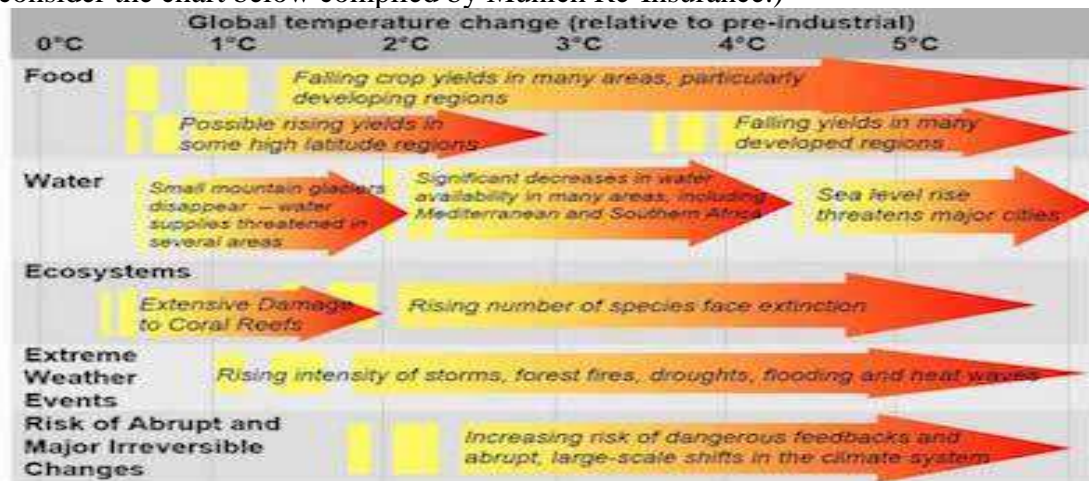 consider the chart below compiled by Munich Re-Insurance.)
Global temperature change (relative to pre-industrial)
0°C 1°C 2°C 3°C 4°C 5°C
Food
Falling crop yields in many areas, particularly
developing regions
Possible rising yields in
some high latitude regions
Falling yields in many
developed regions
Water
Small mountain glaciers
disappear – water
supplies threatened in
several areas
Significant decreases in water
availability in many areas, including
Mediterranean and Southern Africa
Sea level rise
threatens major cities
Ecosystems
Extensive Damage
to Coral Reefs
Rising number of species face extinction
Extreme
Weather
Events
Rising intensity of storms, forest fires, droughts, flooding and heat waves
Risk of Abrupt and
Major Irreversible
Changes
Increasing risk of dangerous feedbacks and
abrupt, large-scale shifts in the climate system